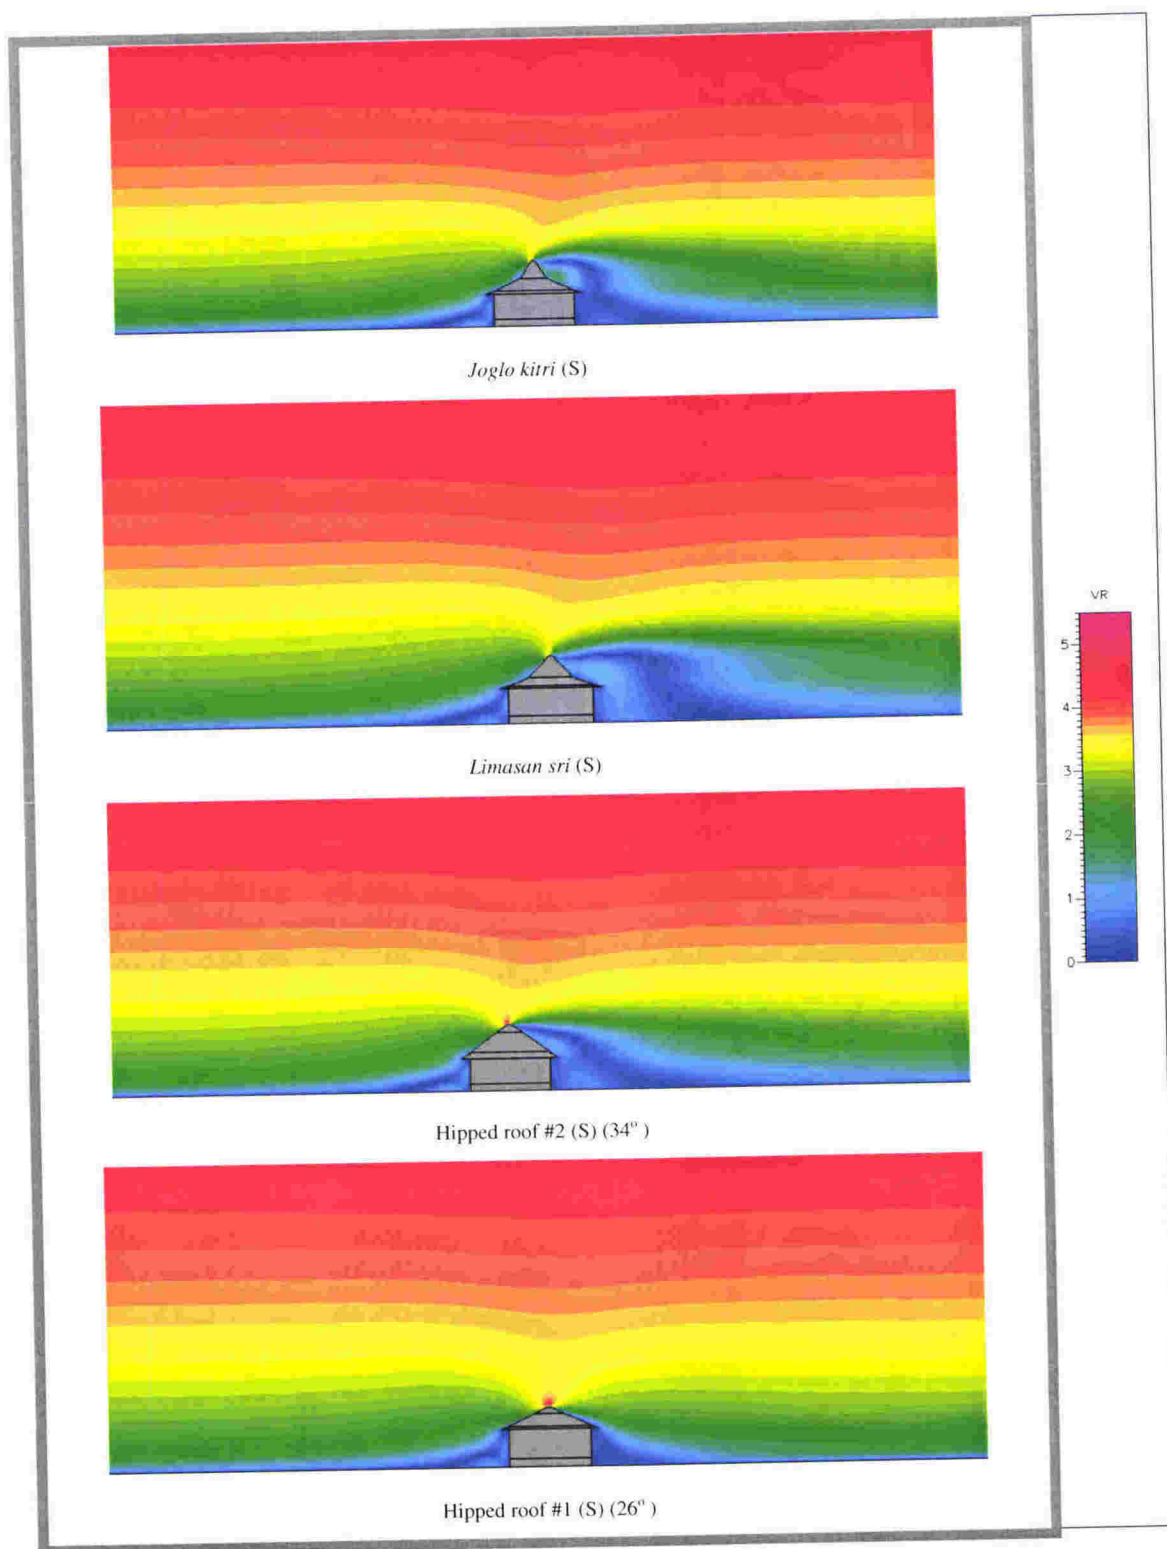 Joglo kitri (S)
Limasan sri (S)
VR
5
4
3
2
1
0
Hipped roof #2 (S) (34° )
Hipped roof #1 (S) (26° )